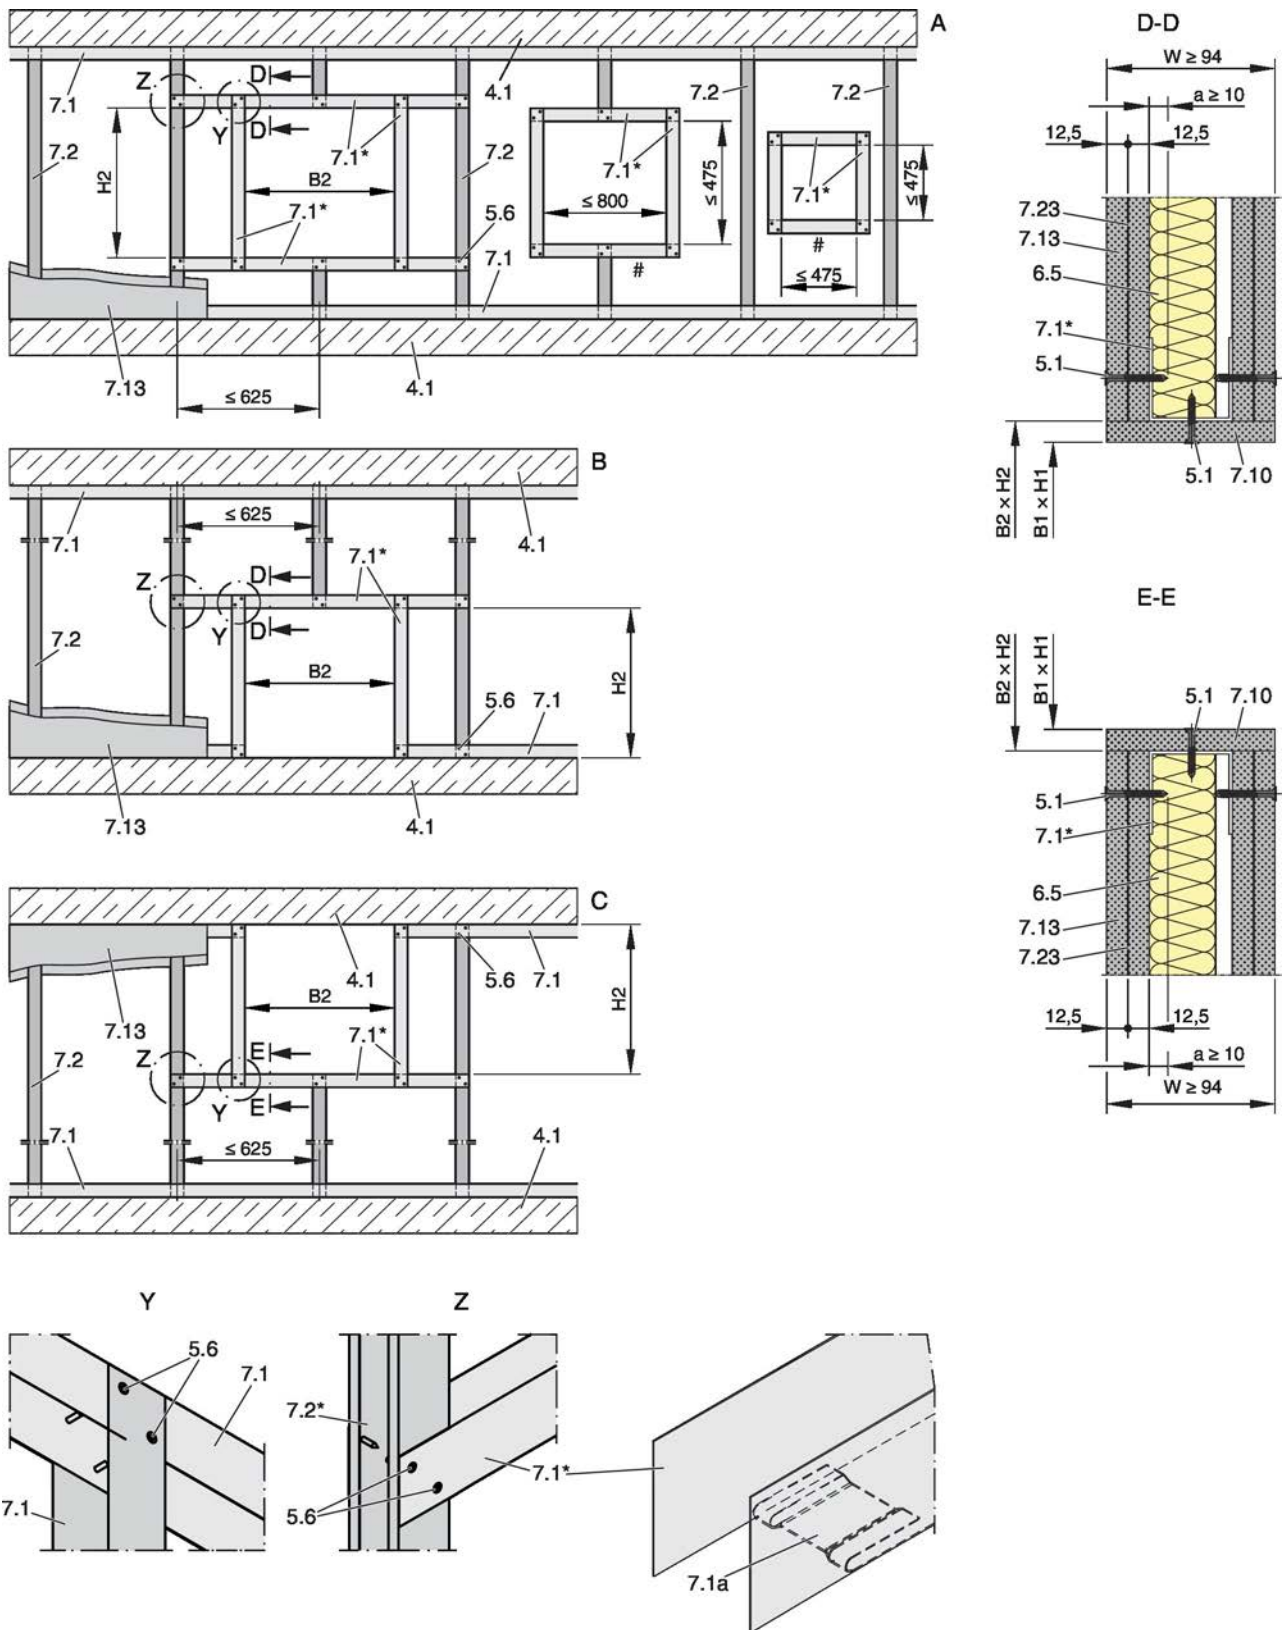 A
Z
D
4.1
7.1
Y
D
7.1*
7.2
7.2
7.2
7.1*
≤ 475
7.1*
≤ 475
7.2
H2
B2
7.1*
≤ 800
5.6
7.1
#
#
≤ 475
7.13
4.1
≤ 625
B
≤ 625
7.1
4.1
7.1*
Z
D
Y
D
7.2
B2
H2
5.6
7.1
7.13
4.1
C
4.1
5.6
7.1
B2
H2
7.13
7.1*
Z
E
7.2
Y
E
7.1
≤ 625
4.1
D-D
W ≥ 94
a ≥ 10
12,5
12,5
7.23
7.13
6.5
7.1*
5.1
5.1
7.10
B2 × H2
B1 × H1
E-E
B2 × H2
B1 × H1
5.1
7.10
5.1
7.1*
6.5
7.13
7.23
12,5
12,5
a ≥ 10
W ≥ 94
Y
5.6
7.1
7.1
Z
7.2*
7.1*
5.6
7.1a